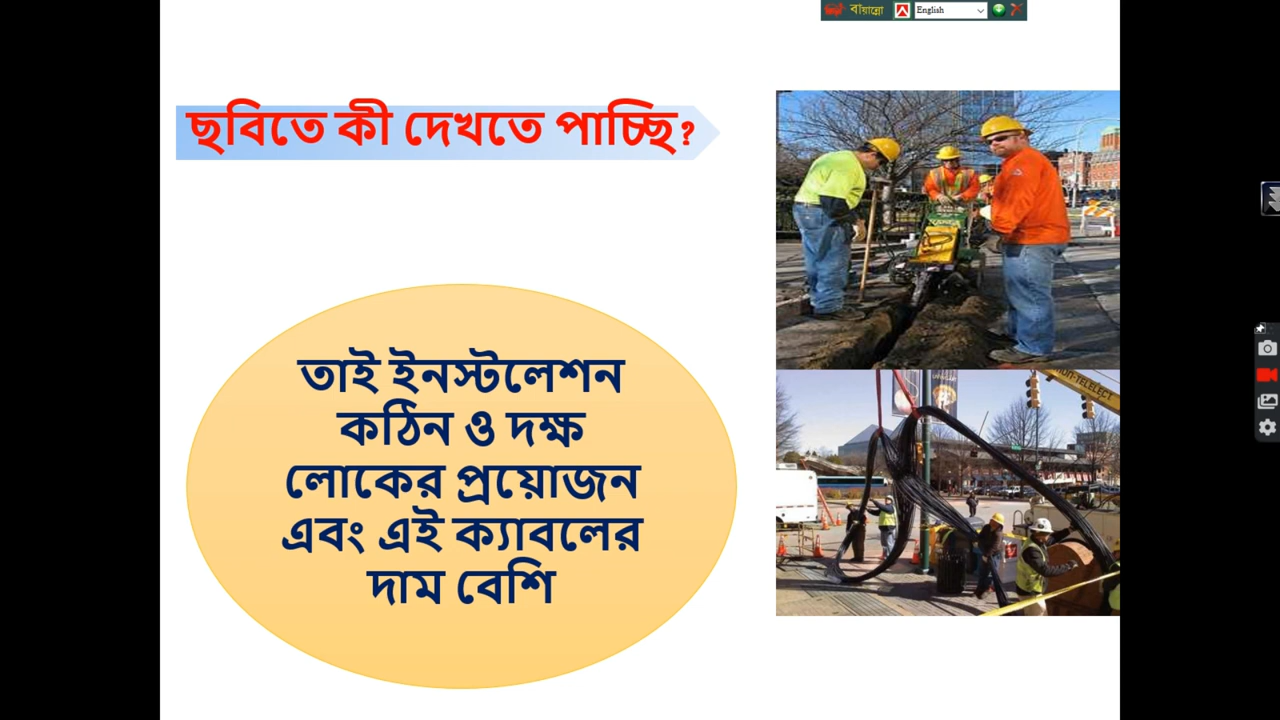 বাঁয়ান্নো
English
ছবিতে কী দেখতে পাচ্ছি?
তাই ইনস্টলেশন
কঠিন ও দক্ষ
লোকের প্রয়োজন
এবং এই ক্যাবলের
দাম বেশি